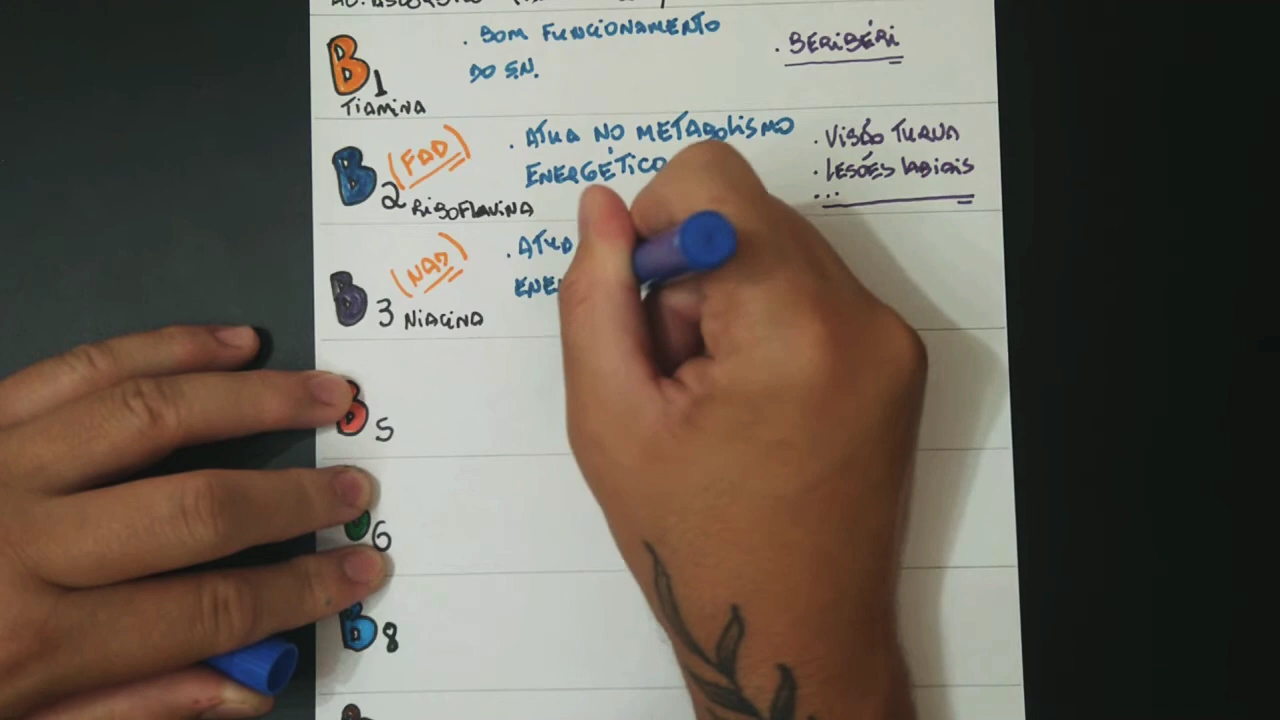 B1
TIAMINA
. BOM FUNCIONAMENTO
DO S.N.
. BERIBÉRI
B2
(FAD)
RIBOFLAVINA
. ATUA NO METABOLISMO
ENERGÉTICO
. VISÃO TURVA
. LESÕES LABIAIS
...
B3
(NAD)
NIACINA
. ATUA
ENE
B5
B6
B8